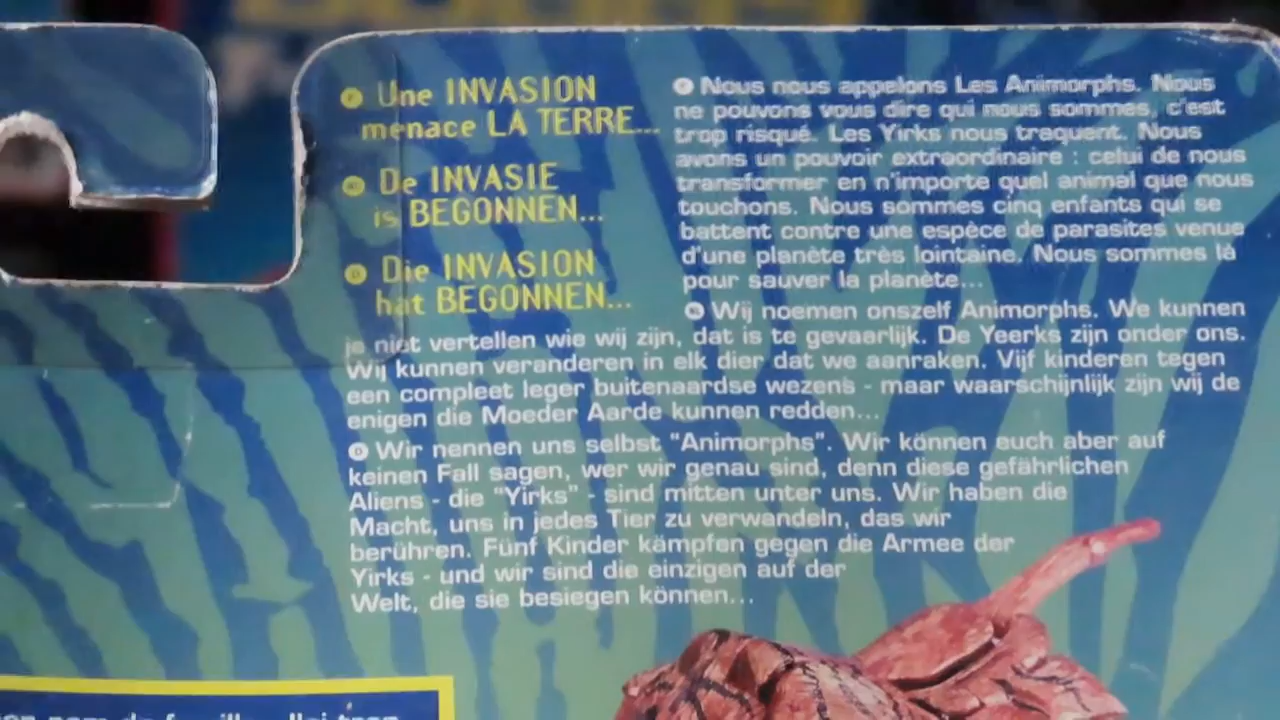 F Une INVASION
menace LA TERRE...
NL De INVASIE
is BEGONNEN...
D Die INVASION
hat BEGONNEN...
F Nous nous appelons Les Animorphs. Nous
ne pouvons vous dire qui nous sommes, c'est
trop risqué. Les Yirks nous traquent. Nous
avons un pouvoir extraordinaire : celui de nous
transformer en n'importe quel animal que nous
touchons. Nous sommes cinq enfants qui se
battent contre une espèce de parasites venue
d'une planète très lointaine. Nous sommes là
pour sauver la planète...
NL Wij noemen onszelf Animorphs. We kunnen
je niet vertellen wie wij zijn, dat is te gevaarlijk. De Yeerks zijn onder ons.
Wij kunnen veranderen in elk dier dat we aanraken. Vijf kinderen tegen
een compleet leger buitenaardse wezens - maar waarschijnlijk zijn wij de
enigen die Moeder Aarde kunnen redden...
D Wir nennen uns selbst "Animorphs". Wir können euch aber auf
keinen Fall sagen, wer wir genau sind, denn diese gefährlichen
Aliens - die "Yirks" - sind mitten unter uns. Wir haben die
Macht, uns in jedes Tier zu verwandeln, das wir
berühren. Fünf Kinder kämpfen gegen die Armee der
Yirks - und wir sind die einzigen auf der
Welt, die sie besiegen können...